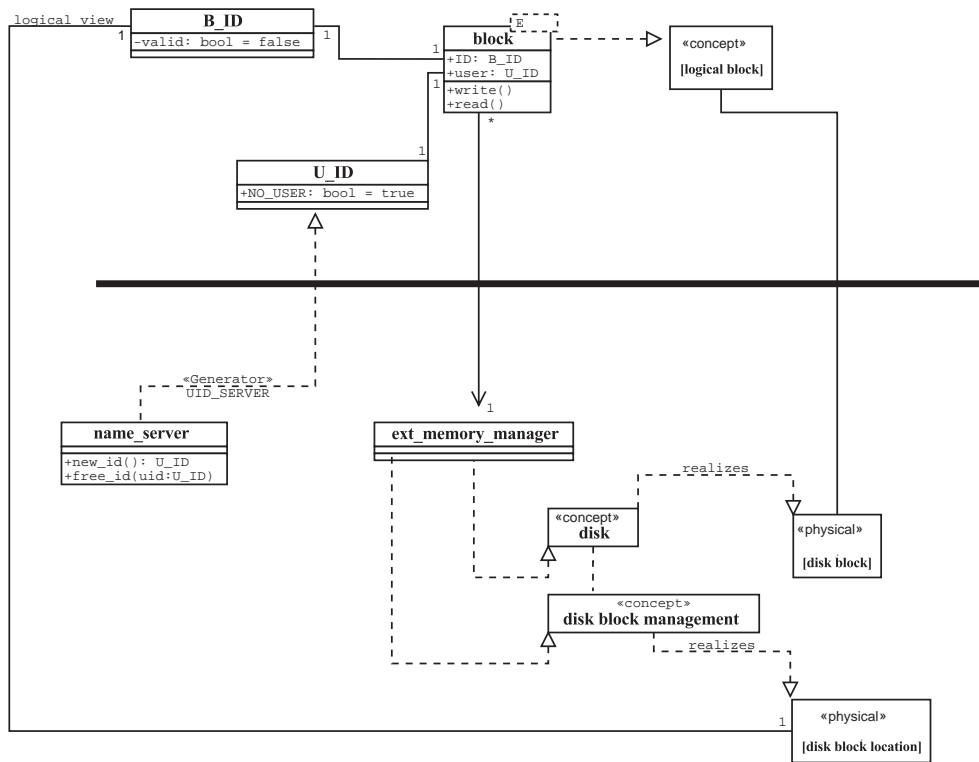 logical view
1
B_ID
-valid: bool = false
1
E
block
1
+ID: B_ID
+user: U_ID
1
+write()
+read()
*
«concept»
[logical block]
1
U_ID
+NO_USER: bool = true
«Generator»
UID_SERVER
1
name_server
+new_id(): U_ID
+free_id(uid:U_ID)
ext_memory_manager
realizes
«concept»
disk
«physical»
[disk block]
«concept»
disk block management
realizes
1
«physical»
[disk block location]